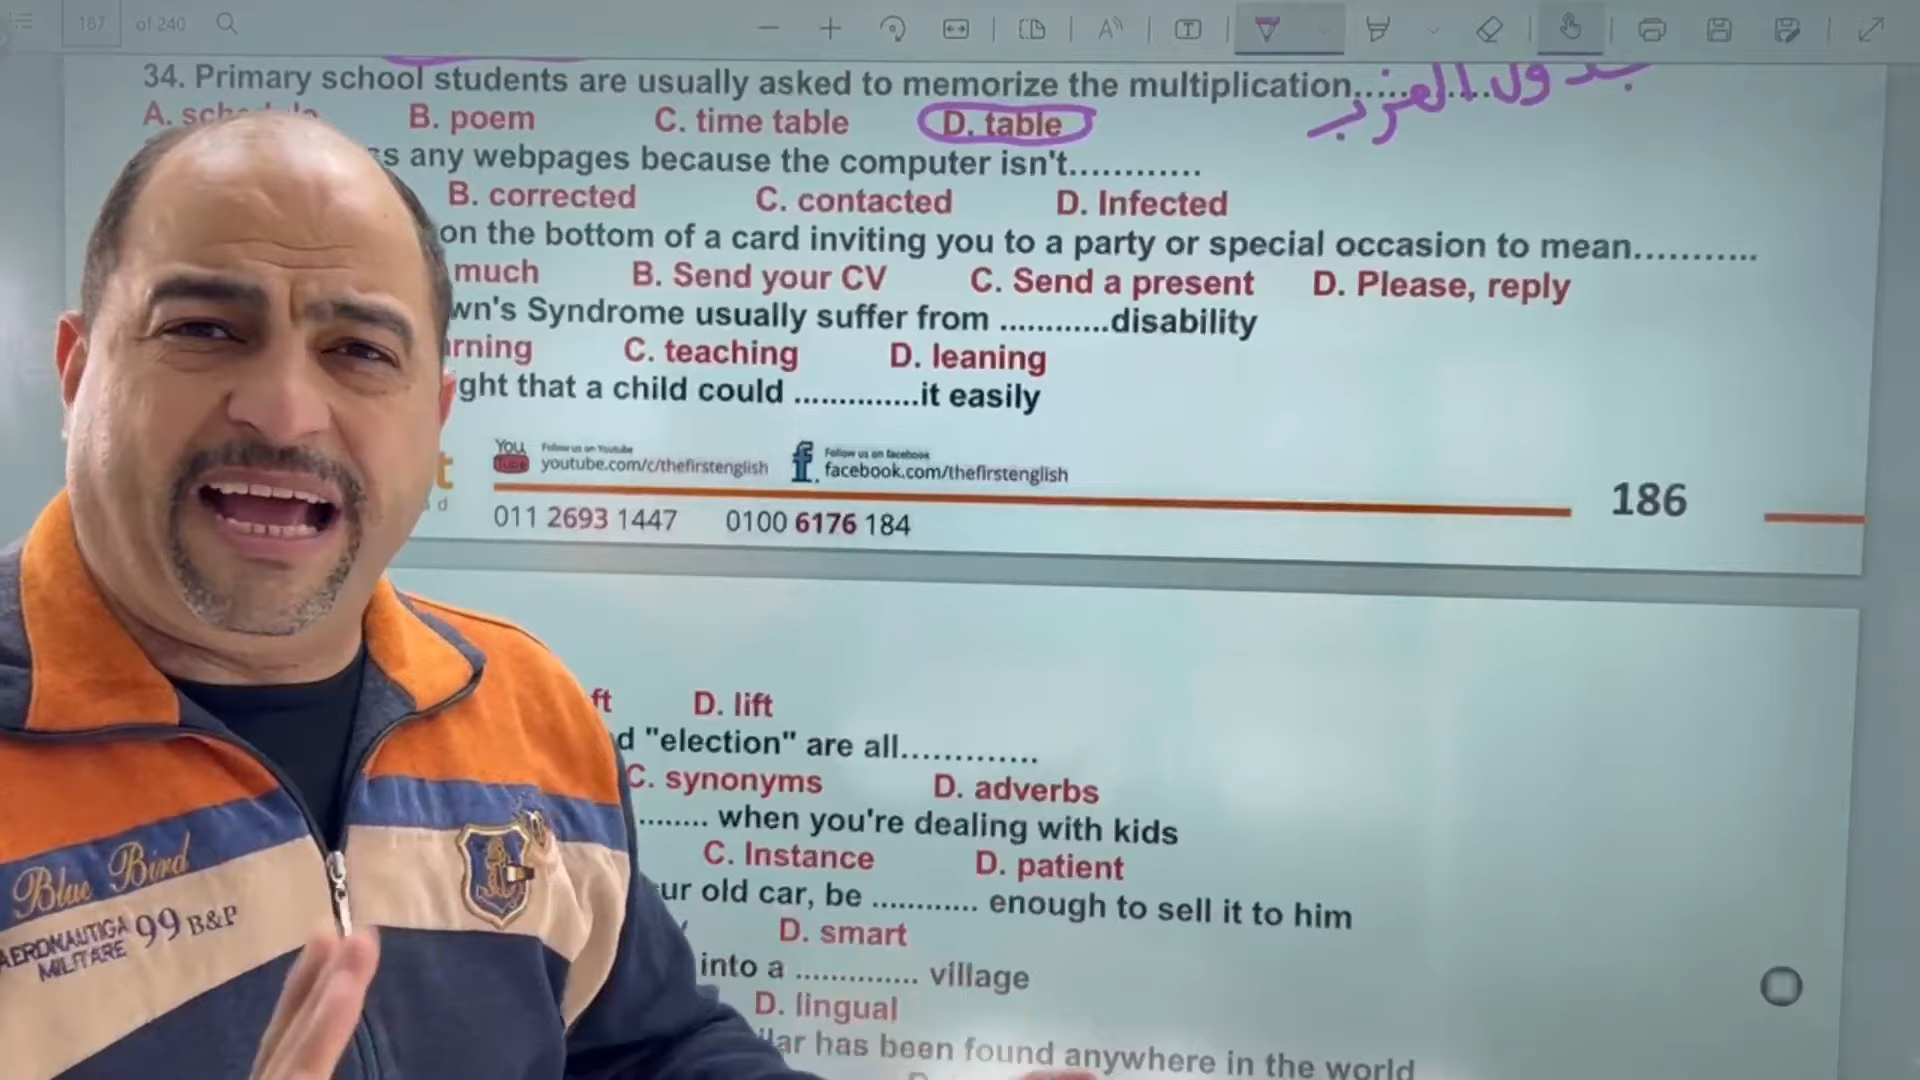 187 of 240
34. Primary school students are usually asked to memorize the multiplication............
جدول الضرب
A. schedule B. poem C. time table D. table
s any webpages because the computer isn't............
B. corrected C. contacted D. Infected
on the bottom of a card inviting you to a party or special occasion to mean...........
much B. Send your CV C. Send a present D. Please, reply
wn's Syndrome usually suffer from ............disability
rning C. teaching D. leaning
ght that a child could ..............it easily
You Tube Follow us on Youtube
youtube.com/c/thefirstenglish
f Follow us on facebook
facebook.com/thefirstenglish
186
011 2693 1447 0100 6176 184
ft D. lift
d "election" are all..............
C. synonyms D. adverbs
........ when you're dealing with kids
C. Instance D. patient
ur old car, be ............ enough to sell it to him
D. smart
into a .............. village
D. lingual
lar has been found anywhere in the world
Blue Bird
AERONAUTIGA 99 B&P
MILITARE